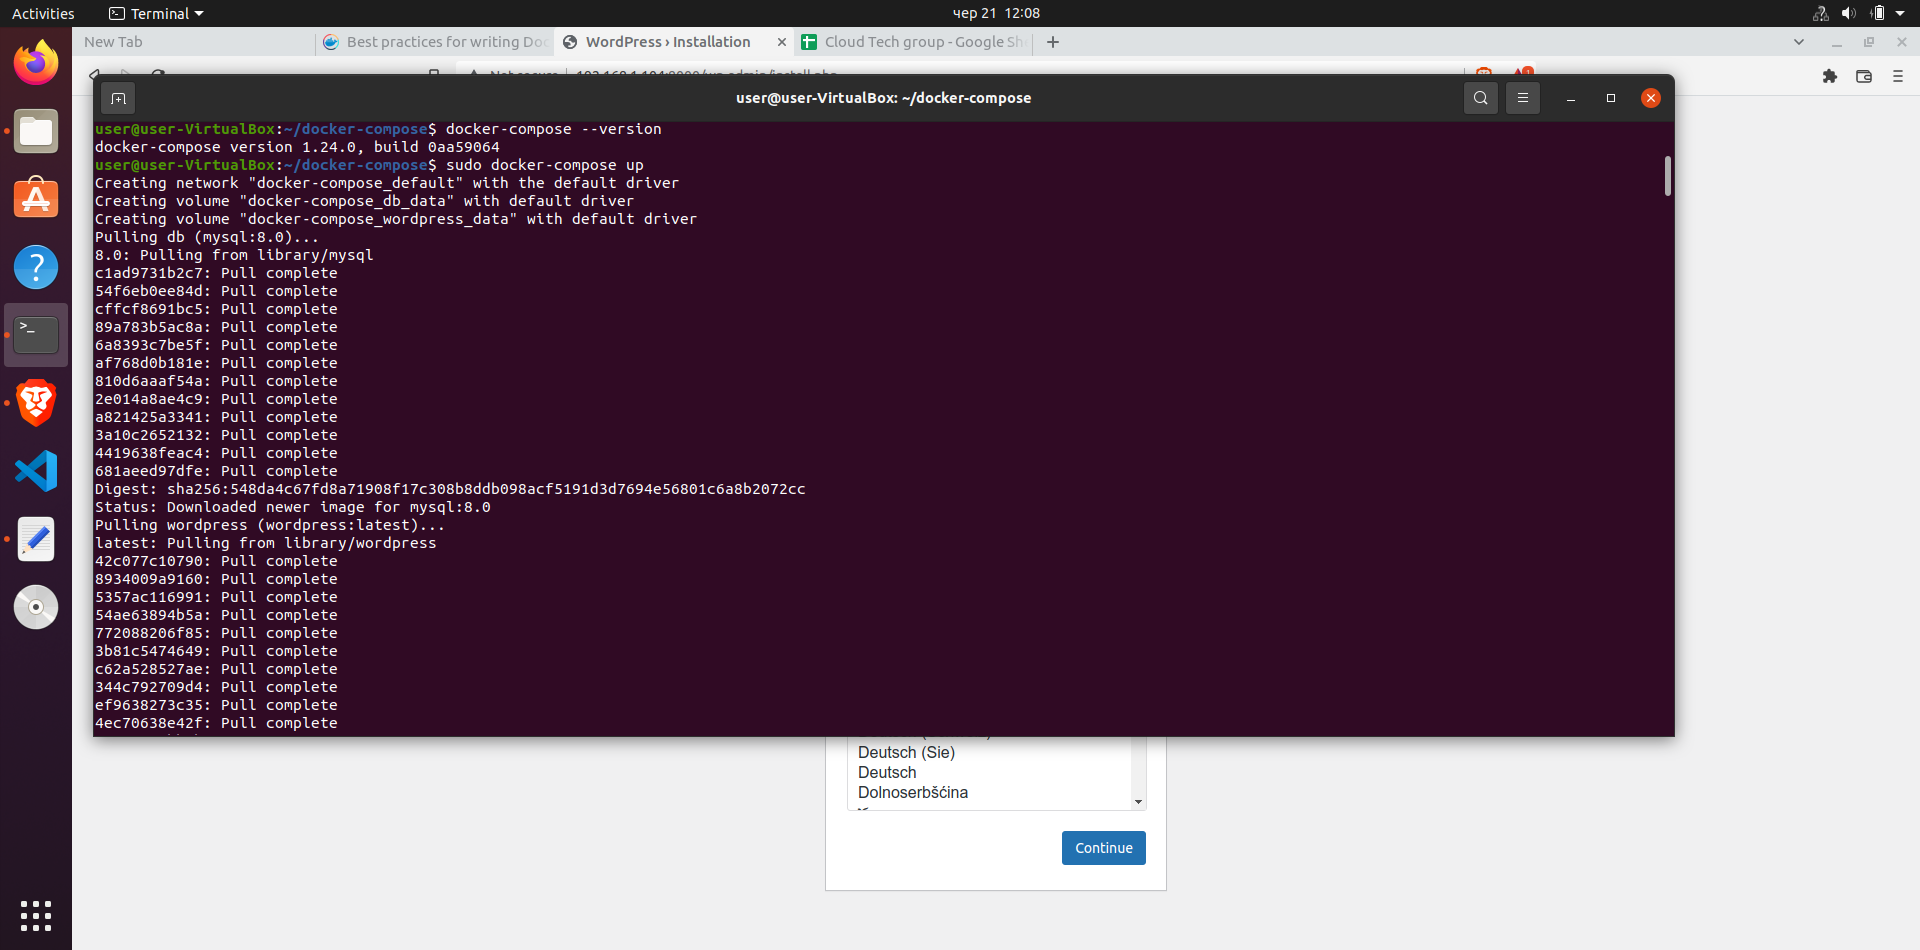 Activities
Terminal
чер 21 12:08
New Tab
Best practices for writing Doc
WordPress › Installation
Cloud Tech group - Google She
user@user-VirtualBox: ~/docker-compose
user@user-VirtualBox:~/docker-compose$ docker-compose --version
docker-compose version 1.24.0, build 0aa59064
user@user-VirtualBox:~/docker-compose$ sudo docker-compose up
Creating network "docker-compose_default" with the default driver
Creating volume "docker-compose_db_data" with default driver
Creating volume "docker-compose_wordpress_data" with default driver
Pulling db (mysql:8.0)...
8.0: Pulling from library/mysql
c1ad9731b2c7: Pull complete
54f6eb0ee84d: Pull complete
cffcf8691bc5: Pull complete
89a783b5ac8a: Pull complete
6a8393c7be5f: Pull complete
af768d0b181e: Pull complete
810d6aaaf54a: Pull complete
2e014a8ae4c9: Pull complete
a821425a3341: Pull complete
3a10c2652132: Pull complete
4419638feac4: Pull complete
681aeed97dfe: Pull complete
Digest: sha256:548da4c67fd8a71908f17c308b8ddb098acf5191d3d7694e56801c6a8b2072cc
Status: Downloaded newer image for mysql:8.0
Pulling wordpress (wordpress:latest)...
latest: Pulling from library/wordpress
42c077c10790: Pull complete
8934009a9160: Pull complete
5357ac116991: Pull complete
54ae63894b5a: Pull complete
772088206f85: Pull complete
3b81c5474649: Pull complete
c62a528527ae: Pull complete
344c792709d4: Pull complete
ef9638273c35: Pull complete
4ec70638e42f: Pull complete
Deutsch (Sie)
Deutsch
Dolnoserbšćina
Continue